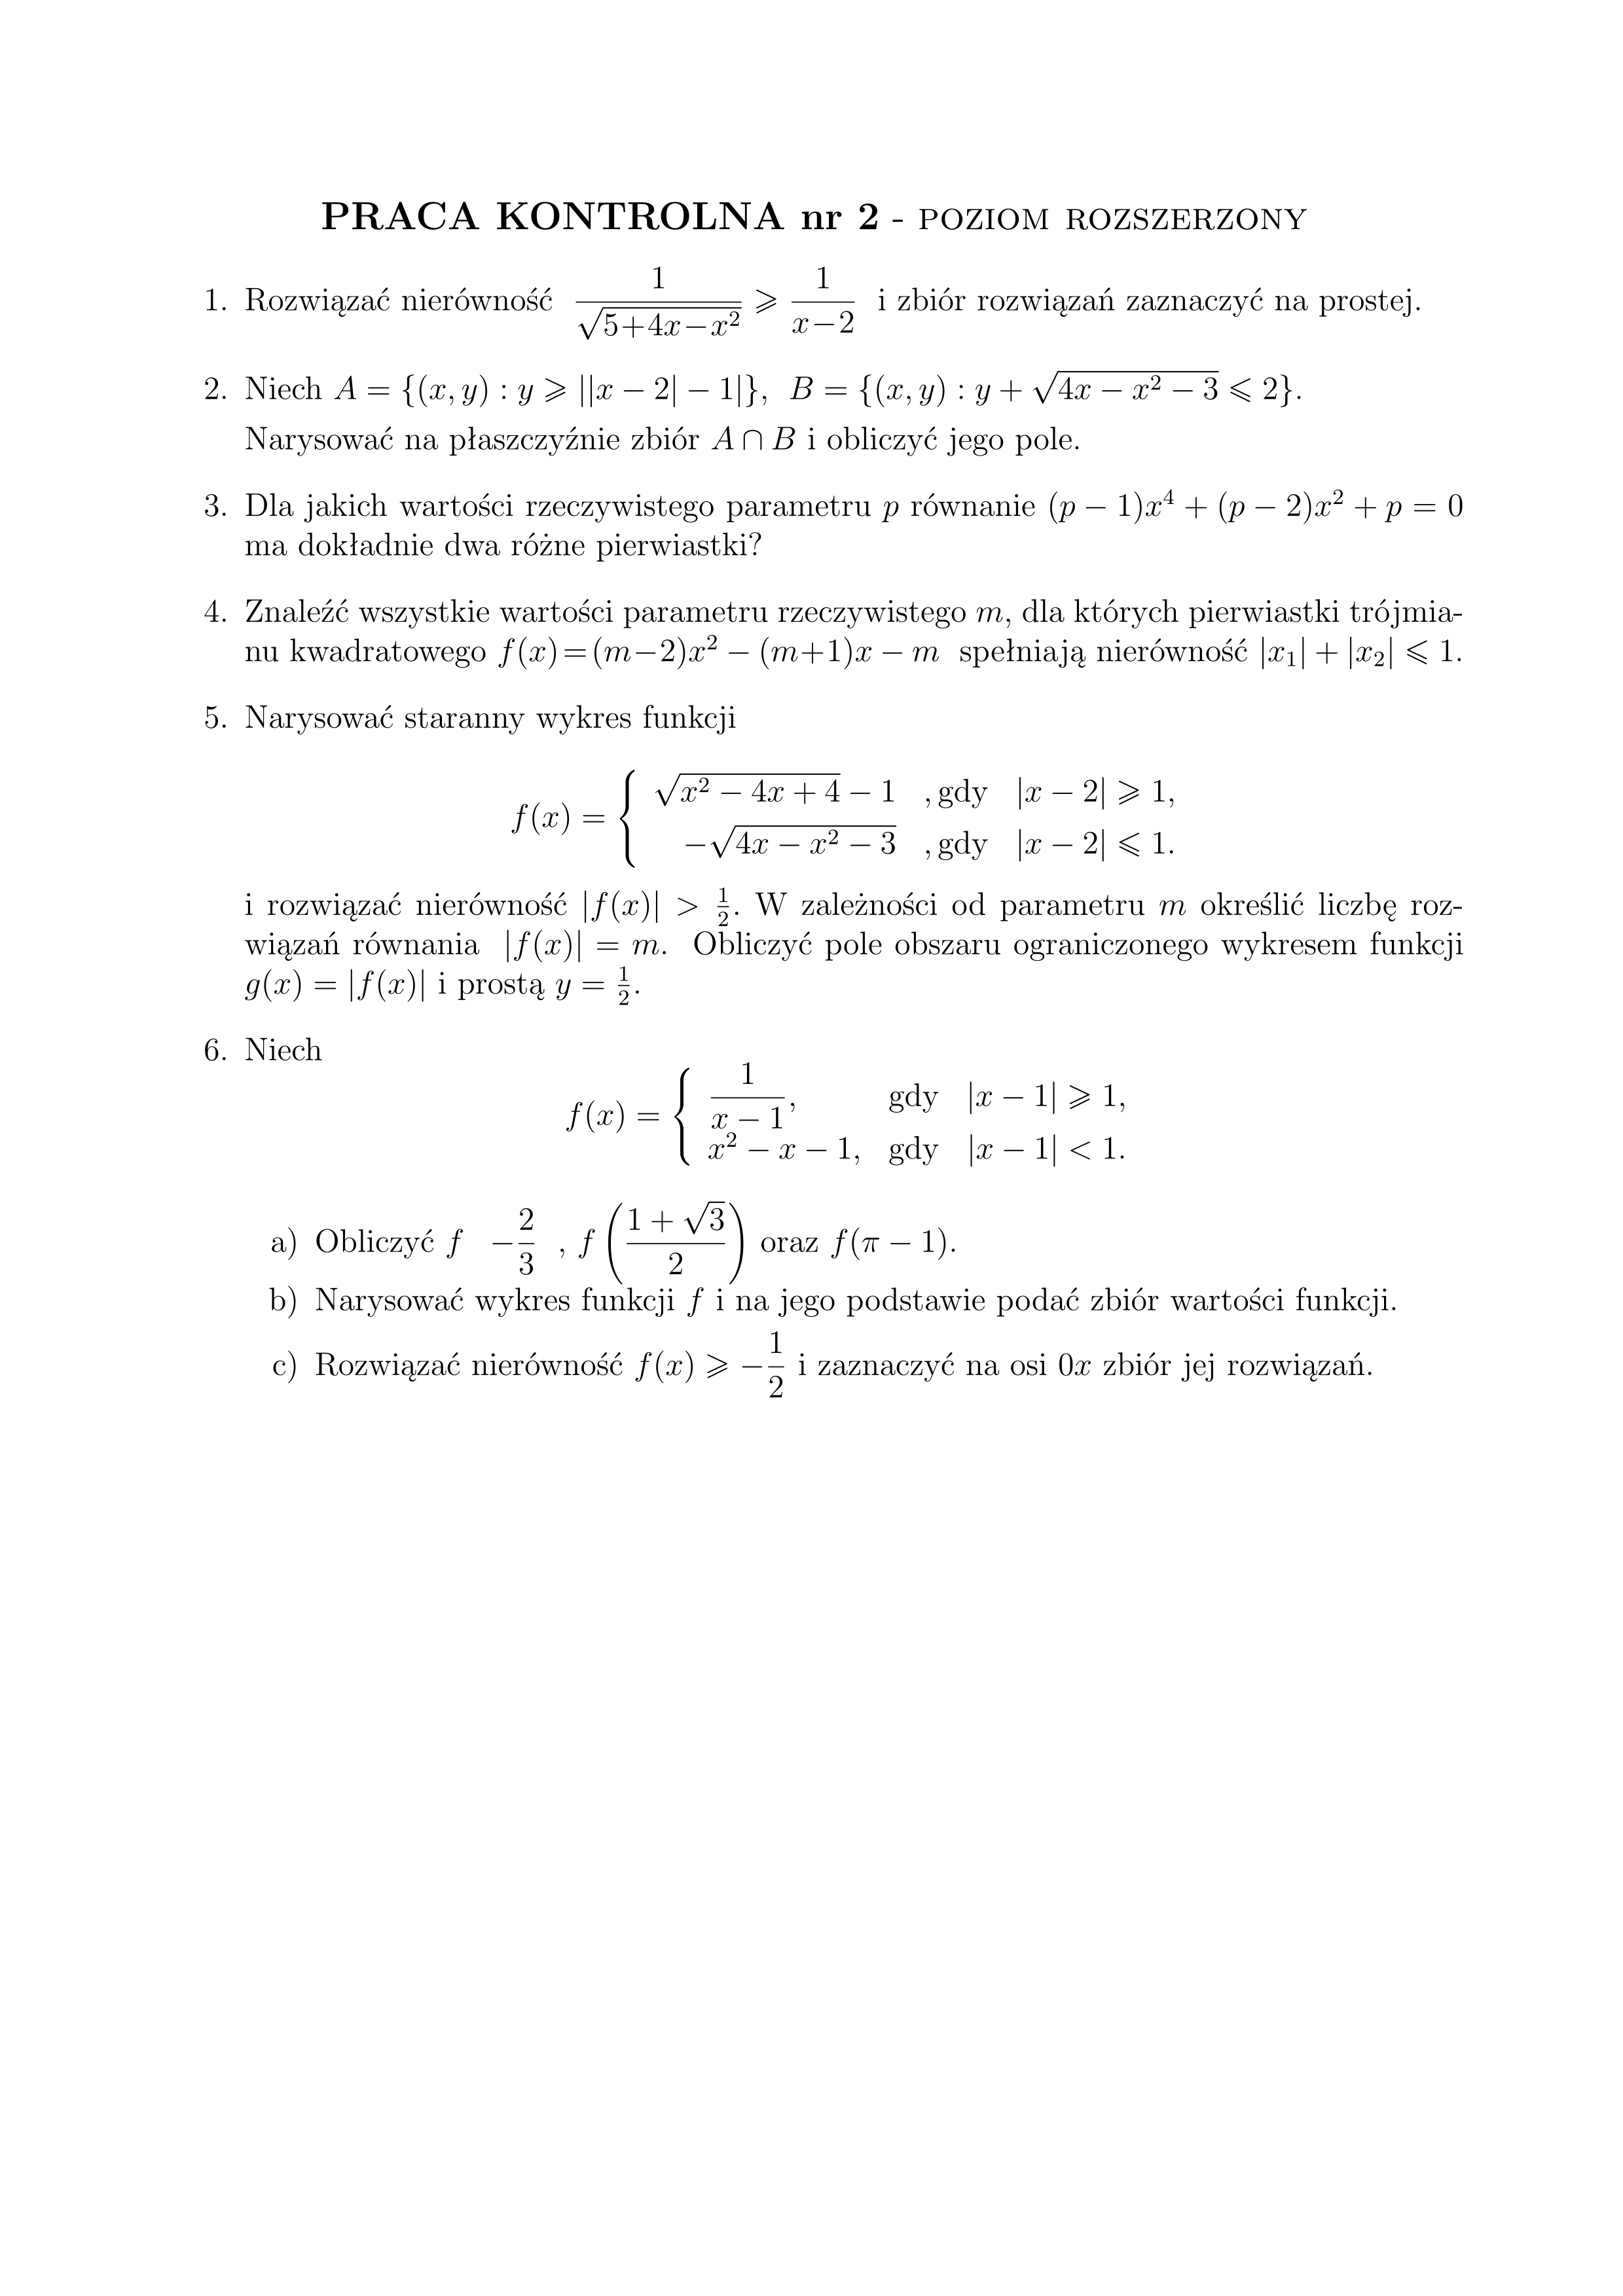 PRACA KONTROLNA nr 2 - POZIOM ROZSZERZONY
1. Rozwiązać nierówność $\frac{1}{\sqrt{5+4x-x^2}} \geqslant \frac{1}{x-2}$ i zbiór rozwiązań zaznaczyć na prostej.
2. Niech $A = \{(x, y) : y \geqslant ||x - 2| - 1|\}$, $B = \{(x, y) : y + \sqrt{4x - x^2 - 3} \leqslant 2\}$.
Narysować na płaszczyźnie zbiór $A \cap B$ i obliczyć jego pole.
3. Dla jakich wartości rzeczywistego parametru $p$ równanie $(p - 1)x^4 + (p - 2)x^2 + p = 0$
ma dokładnie dwa różne pierwiastki?
4. Znaleźć wszystkie wartości parametru rzeczywistego $m$, dla których pierwiastki trójmia-
nu kwadratowego $f(x) = (m-2)x^2 - (m+1)x - m$ spełniają nierówność $|x_1| + |x_2| \leqslant 1$.
5. Narysować staranny wykres funkcji
$f(x) = \begin{cases} \sqrt{x^2 - 4x + 4} - 1 & , \text{gdy } |x - 2| \geqslant 1, \\ -\sqrt{4x - x^2 - 3} & , \text{gdy } |x - 2| \leqslant 1. \end{cases}$
i rozwiązać nierówność $|f(x)| > \frac{1}{2}$. W zależności od parametru $m$ określić liczbę roz-
wiązań równania $|f(x)| = m$. Obliczyć pole obszaru ograniczonego wykresem funkcji
$g(x) = |f(x)|$ i prostą $y = \frac{1}{2}$.
6. Niech
$f(x) = \begin{cases} \frac{1}{x - 1}, & \text{gdy } |x - 1| \geqslant 1, \\ x^2 - x - 1, & \text{gdy } |x - 1| < 1. \end{cases}$
a) Obliczyć $f \; -\frac{2}{3} \; , f\left(\frac{1 + \sqrt{3}}{2}\right)$ oraz $f(\pi - 1)$.
b) Narysować wykres funkcji $f$ i na jego podstawie podać zbiór wartości funkcji.
c) Rozwiązać nierówność $f(x) \geqslant -\frac{1}{2}$ i zaznaczyć na osi $0x$ zbiór jej rozwiązań.